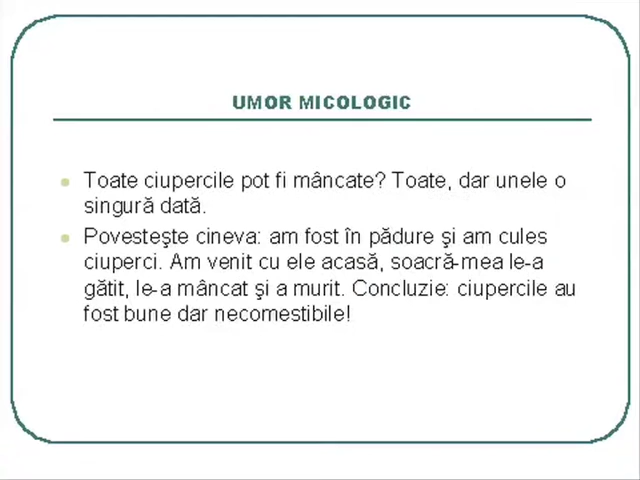 UMOR MICOLOGIC
Toate ciupercile pot fi mâncate? Toate, dar unele o
singură dată.
Povesteşte cineva: am fost în pădure şi am cules
ciuperci. Am venit cu ele acasă, soacră-mea le-a
gătit, le-a mâncat şi a murit. Concluzie: ciupercile au
fost bune dar necomestibile!